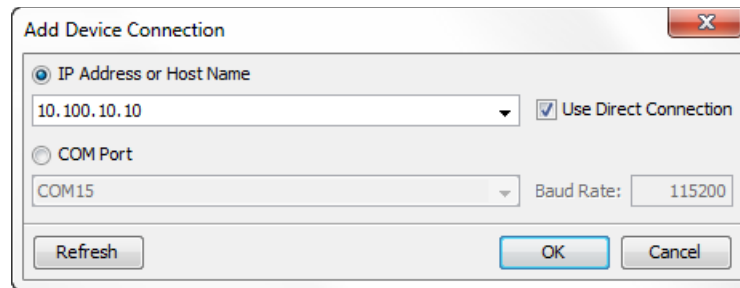 Add Device Connection
IP Address or Host Name
10.100.10.10
Use Direct Connection
COM Port
COM15
Baud Rate: 115200
Refresh
OK
Cancel